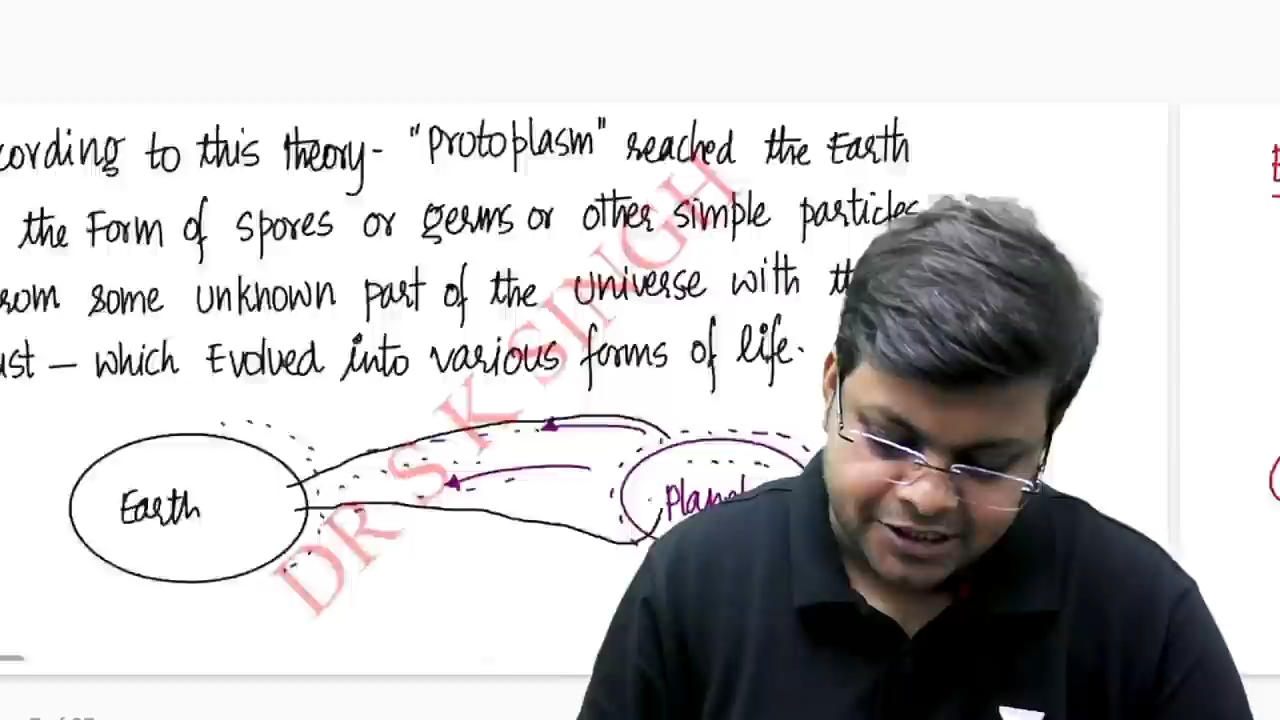 cording to this theory- "Protoplasm" reached the Earth
the Form of spores or germs or other simple particles
rom some unknown part of the Universe with th
ust — which Evolved into various forms of life.
Earth
Planet
DR S K SINGH